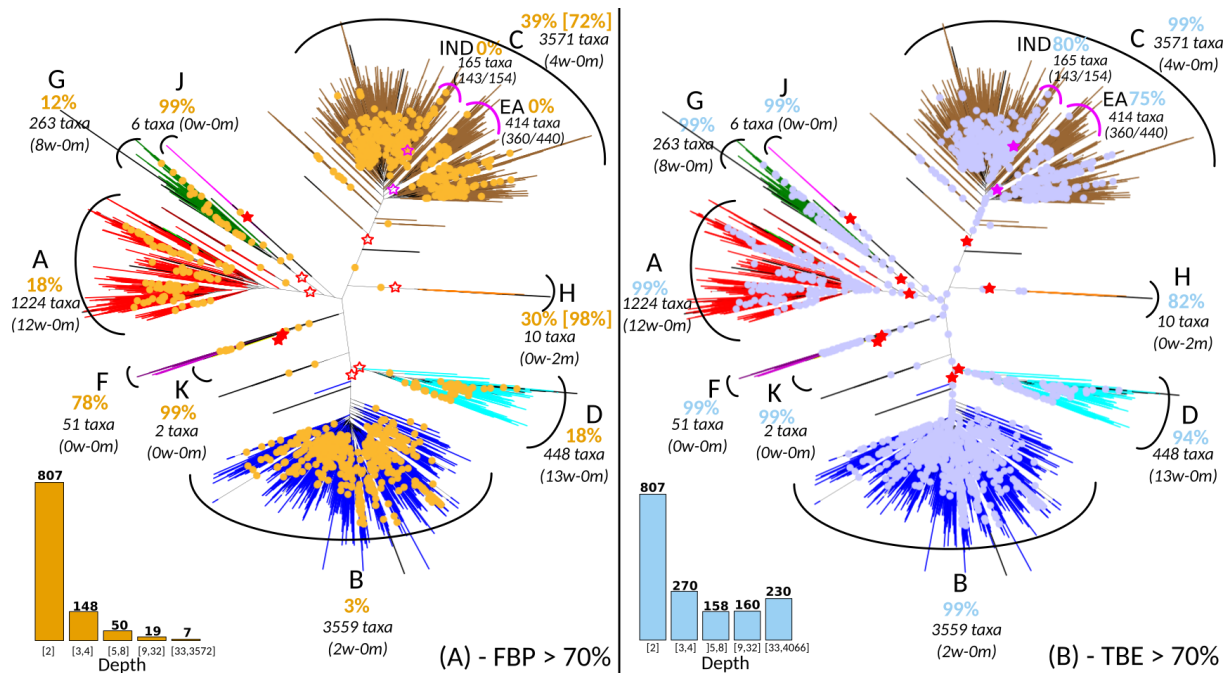 39% [72%]
C
3571 taxa
(4w-0m)
IND 0%
165 taxa
(143/154)
EA 0%
414 taxa
(360/440)
G
12%
263 taxa
(8w-0m)
J
99%
6 taxa (0w-0m)
A
18%
1224 taxa
(12w-0m)
H
30% [98%]
10 taxa
(0w-2m)
F
78%
51 taxa
(0w-0m)
K
99%
2 taxa
(0w-0m)
D
18%
448 taxa
(13w-0m)
B
3%
3559 taxa
(2w-0m)
807
148
50
19
7
[2] [3,4] [5,8] [9,32] [33,3572]
Depth
(A) - FBP > 70%
99%
C
3571 taxa
(4w-0m)
IND 80%
165 taxa
(143/154)
EA 75%
414 taxa
(360/440)
G
99%
263 taxa
(8w-0m)
J
99%
6 taxa (0w-0m)
A
99%
1224 taxa
(12w-0m)
H
82%
10 taxa
(0w-2m)
F
99%
51 taxa
(0w-0m)
K
99%
2 taxa
(0w-0m)
D
94%
448 taxa
(13w-0m)
B
99%
3559 taxa
(2w-0m)
807
270
158
160
230
[2] [3,4] ]5,8] [9,32] [33,4066]
Depth
(B) - TBE > 70%